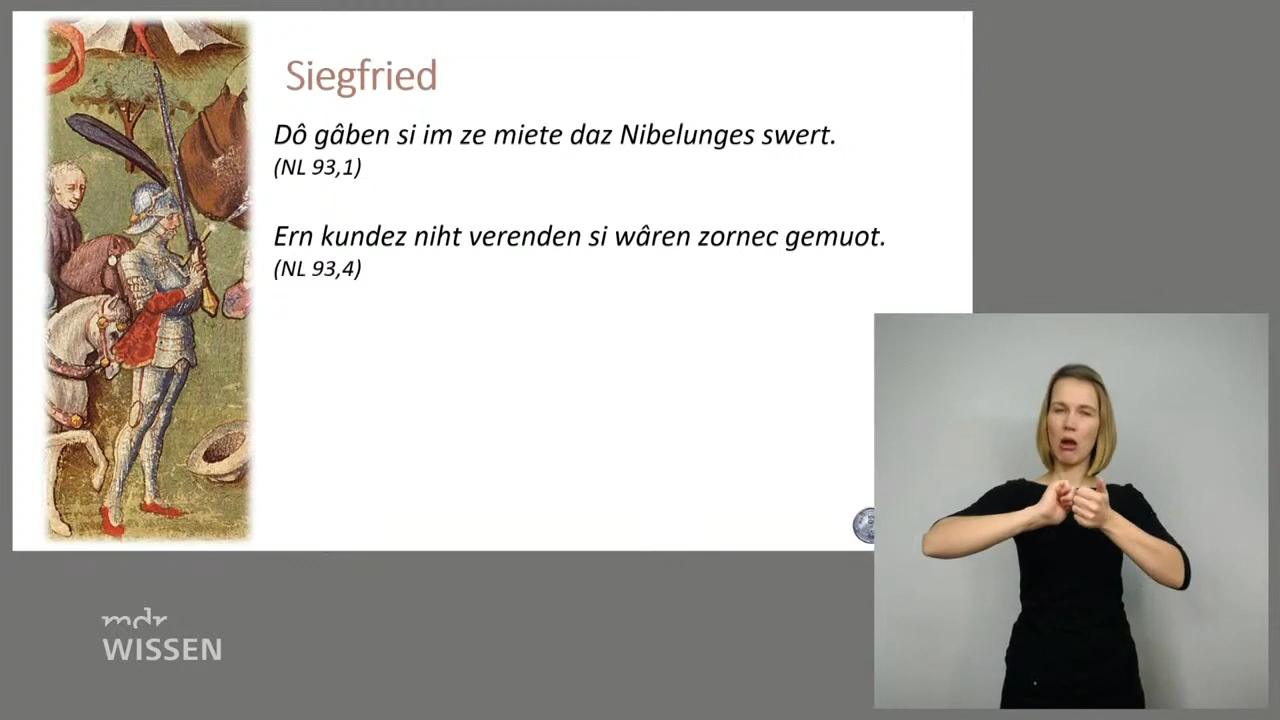 Siegfried
Dô gâben si im ze miete daz Nibelunges swert.
(NL 93,1)
Ern kundez niht verenden si wâren zornec gemuot.
(NL 93,4)
mdr
WISSEN